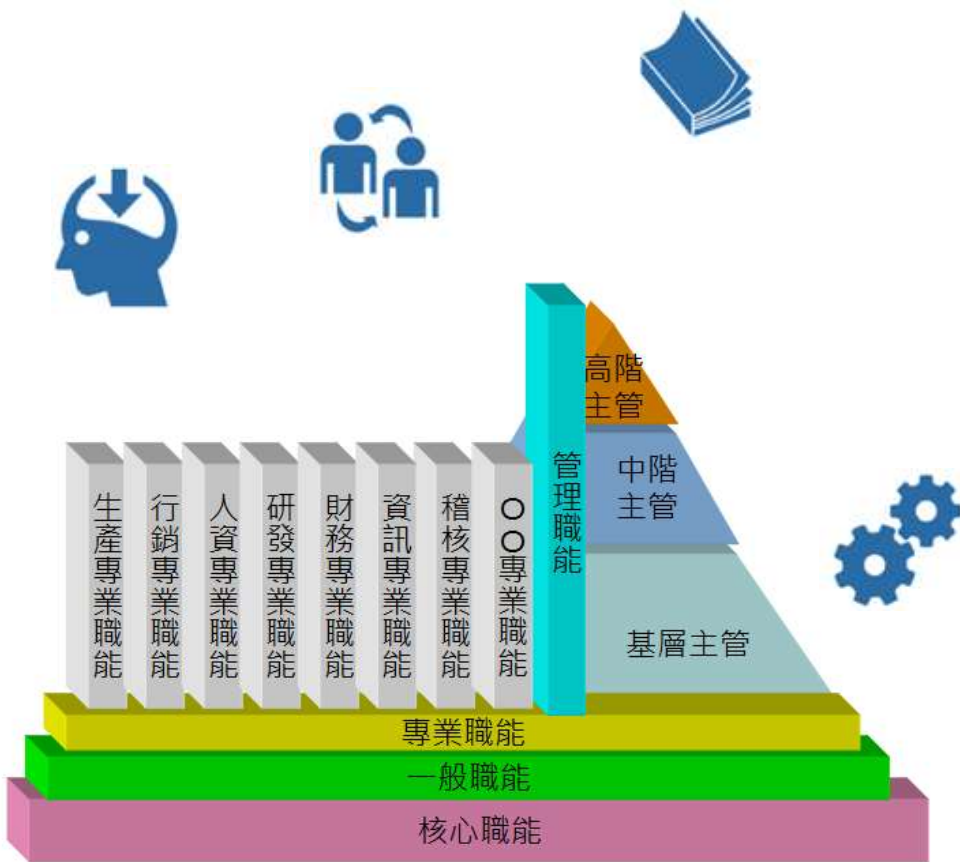 高階
主管
中階
主管
基層主管
管理職能
生產專業職能
行銷專業職能
人資專業職能
研發專業職能
財務專業職能
資訊專業職能
稽核專業職能
〇〇專業職能
專業職能
一般職能
核心職能